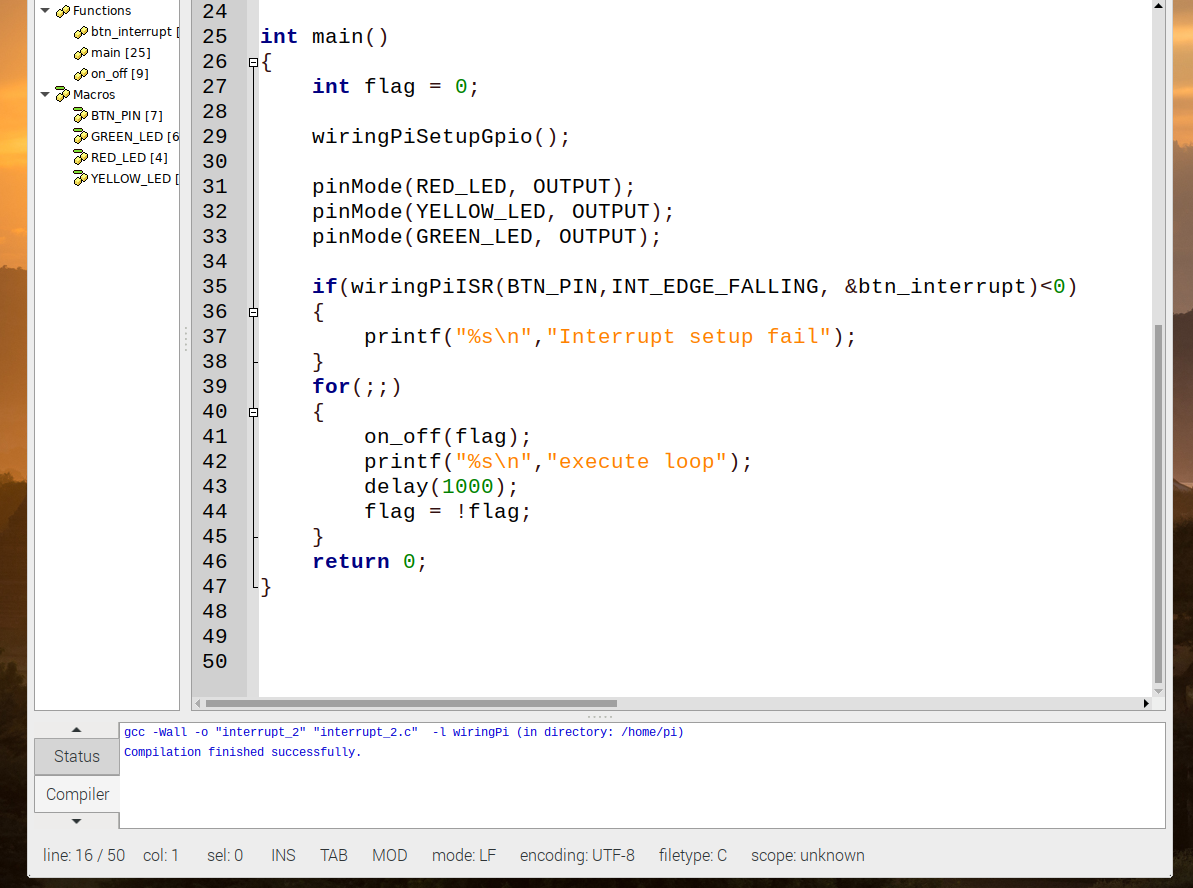 Functions
btn_interrupt [
main [25]
on_off [9]
Macros
BTN_PIN [7]
GREEN_LED [6
RED_LED [4]
YELLOW_LED [
24
25 int main()
26 {
27     int flag = 0;
28
29     wiringPiSetupGpio();
30
31     pinMode(RED_LED, OUTPUT);
32     pinMode(YELLOW_LED, OUTPUT);
33     pinMode(GREEN_LED, OUTPUT);
34
35     if(wiringPiISR(BTN_PIN,INT_EDGE_FALLING, &btn_interrupt)<0)
36     {
37         printf("%s\n","Interrupt setup fail");
38     }
39     for(;;)
40     {
41         on_off(flag);
42         printf("%s\n","execute loop");
43         delay(1000);
44         flag = !flag;
45     }
46     return 0;
47 }
48
49
50
Status
Compiler
gcc -Wall -o "interrupt_2" "interrupt_2.c"  -l wiringPi (in directory: /home/pi)
Compilation finished successfully.
line: 16 / 50 col: 1 sel: 0 INS TAB MOD mode: LF encoding: UTF-8 filetype: C scope: unknown